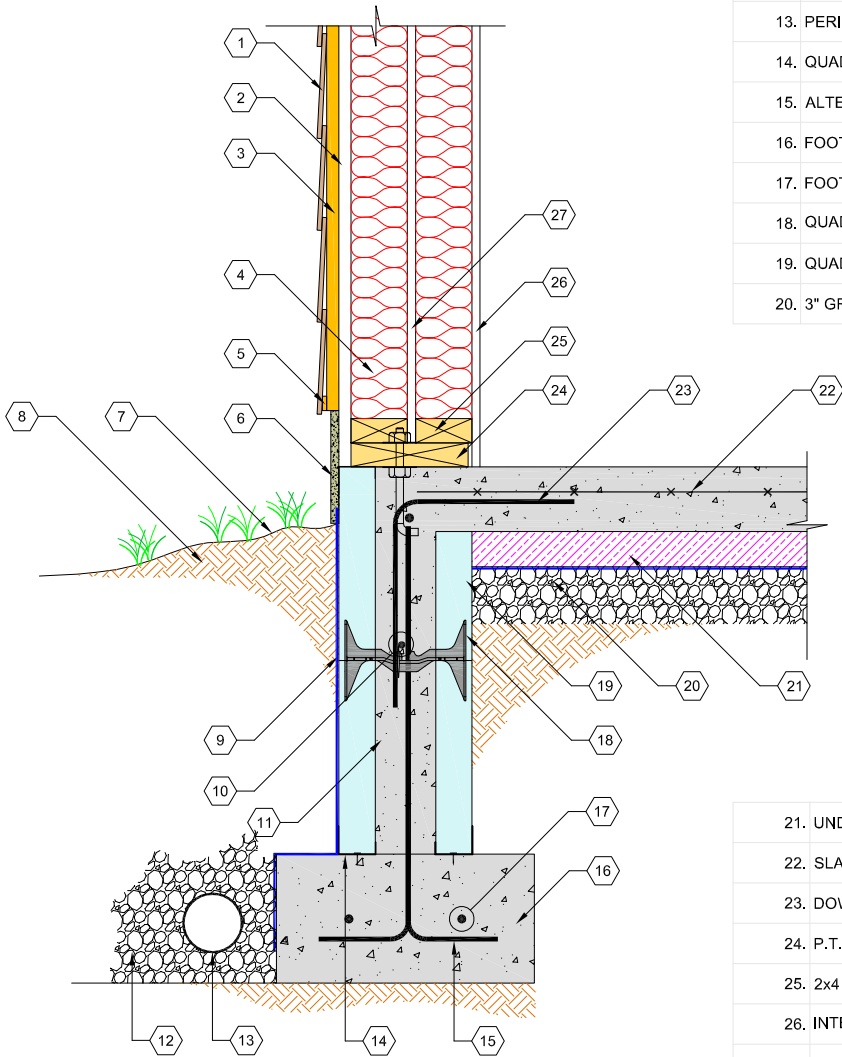 13. PERI
14. QUAD
15. ALTE
16. FOOT
17. FOOT
18. QUAD
19. QUAD
20. 3" GR
1
2
3
4
5
6
7
8
27
26
25
24
23
22
9
10
11
12
13
14
15
16
17
18
19
20
21
21. UND
22. SLA
23. DOW
24. P.T.
25. 2x4
26. INTE